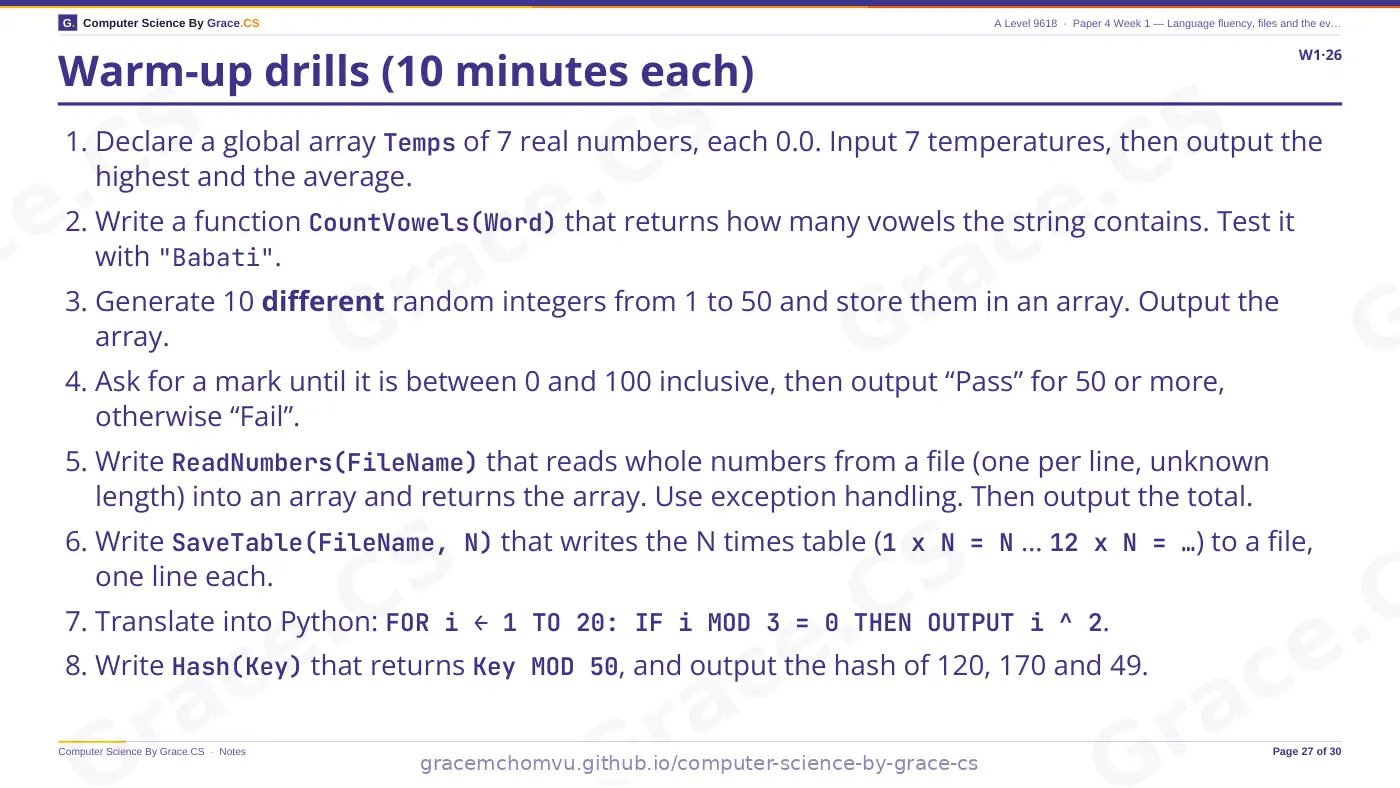 G. Computer Science By Grace.CS
A Level 9618 · Paper 4 Week 1 — Language fluency, files and the ev…
Warm-up drills (10 minutes each)
W1·26
1. Declare a global array Temps of 7 real numbers, each 0.0. Input 7 temperatures, then output the
highest and the average.
2. Write a function CountVowels(Word) that returns how many vowels the string contains. Test it
with "Babati".
3. Generate 10 different random integers from 1 to 50 and store them in an array. Output the
array.
4. Ask for a mark until it is between 0 and 100 inclusive, then output “Pass” for 50 or more,
otherwise “Fail”.
5. Write ReadNumbers(FileName) that reads whole numbers from a file (one per line, unknown
length) into an array and returns the array. Use exception handling. Then output the total.
6. Write SaveTable(FileName, N) that writes the N times table (1 x N = N … 12 x N = …) to a file,
one line each.
7. Translate into Python: FOR i ← 1 TO 20: IF i MOD 3 = 0 THEN OUTPUT i ^ 2.
8. Write Hash(Key) that returns Key MOD 50, and output the hash of 120, 170 and 49.
Computer Science By Grace.CS · Notes
gracemchomvu.github.io/computer-science-by-grace-cs
Page 27 of 30
Grace.CS